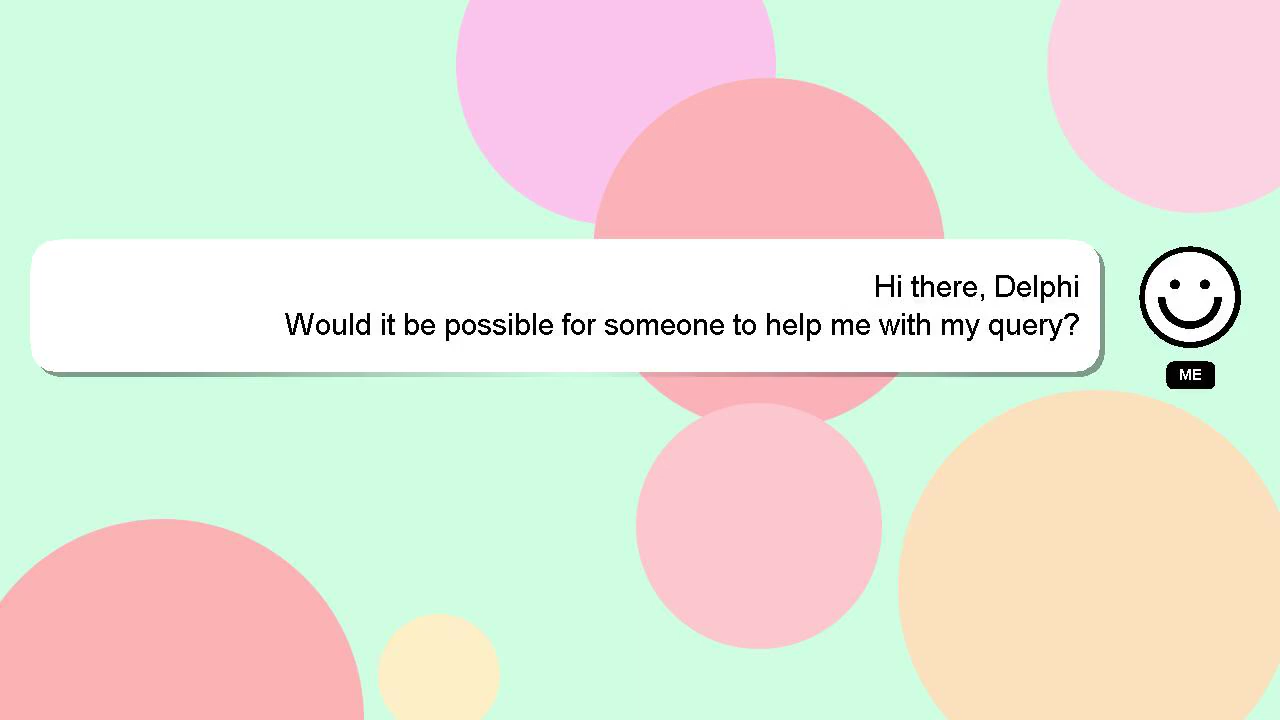 Hi there, Delphi
Would it be possible for someone to help me with my query?
ME